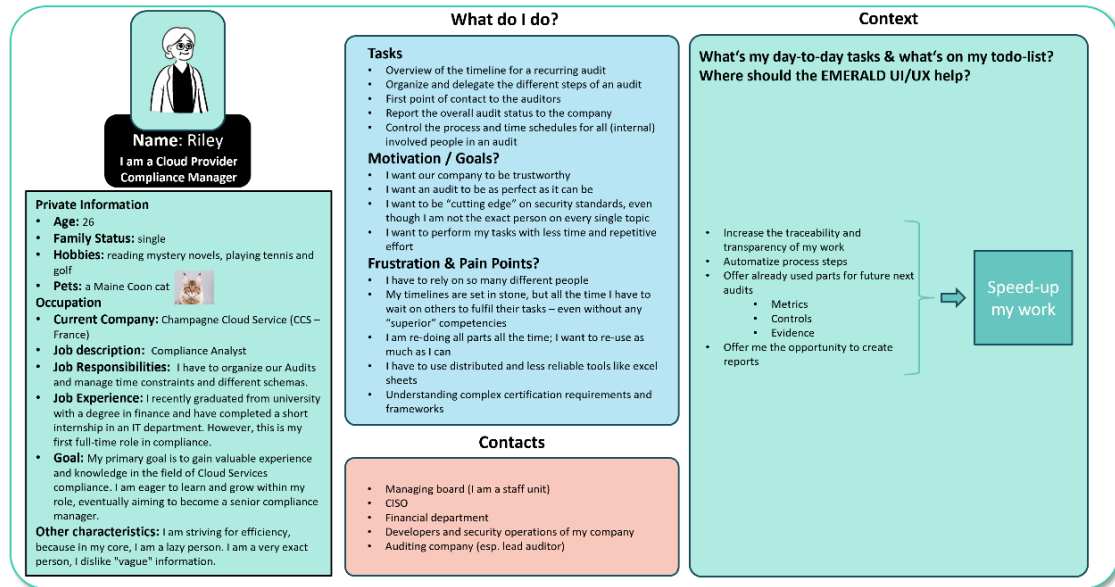 Name: Riley
I am a Cloud Provider
Compliance Manager
Private Information
• Age: 26
• Family Status: single
• Hobbies: reading mystery novels, playing tennis and
golf
• Pets: a Maine Coon cat
Occupation
• Current Company: Champagne Cloud Service (CCS –
France)
• Job description: Compliance Analyst
• Job Responsibilities: I have to organize our Audits
and manage time constraints and different schemas.
• Job Experience: I recently graduated from university
with a degree in finance and have completed a short
internship in an IT department. However, this is my
first full-time role in compliance.
• Goal: My primary goal is to gain valuable experience
and knowledge in the field of Cloud Services
compliance. I am eager to learn and grow within my
role, eventually aiming to become a senior compliance
manager.
Other characteristics: I am striving for efficiency,
because in my core, I am a lazy person. I am a very exact
person, I dislike "vague" information.
What do I do?
Tasks
• Overview of the timeline for a recurring audit
• Organize and delegate the different steps of an audit
• First point of contact to the auditors
• Report the overall audit status to the company
• Control the process and time schedules for all (internal)
involved people in an audit
Motivation / Goals?
• I want our company to be trustworthy
• I want an audit to be as perfect as it can be
• I want to be “cutting edge” on security standards, even
though I am not the exact person on every single topic
• I want to perform my tasks with less time and repetitive
effort
Frustration & Pain Points?
• I have to rely on so many different people
• My timelines are set in stone, but all the time I have to
wait on others to fulfil their tasks – even without any
“superior” competencies
• I am re-doing all parts all the time; I want to re-use as
much as I can
• I have to use distributed and less reliable tools like excel
sheets
• Understanding complex certification requirements and
frameworks
Contacts
• Managing board (I am a staff unit)
• CISO
• Financial department
• Developers and security operations of my company
• Auditing company (esp. lead auditor)
Context
What‘s my day-to-day tasks & what‘s on my todo-list?
Where should the EMERALD UI/UX help?
• Increase the traceability and
transparency of my work
• Automatize process steps
• Offer already used parts for future next
audits
• Metrics
• Controls
• Evidence
• Offer me the opportunity to create
reports
Speed-up
my work